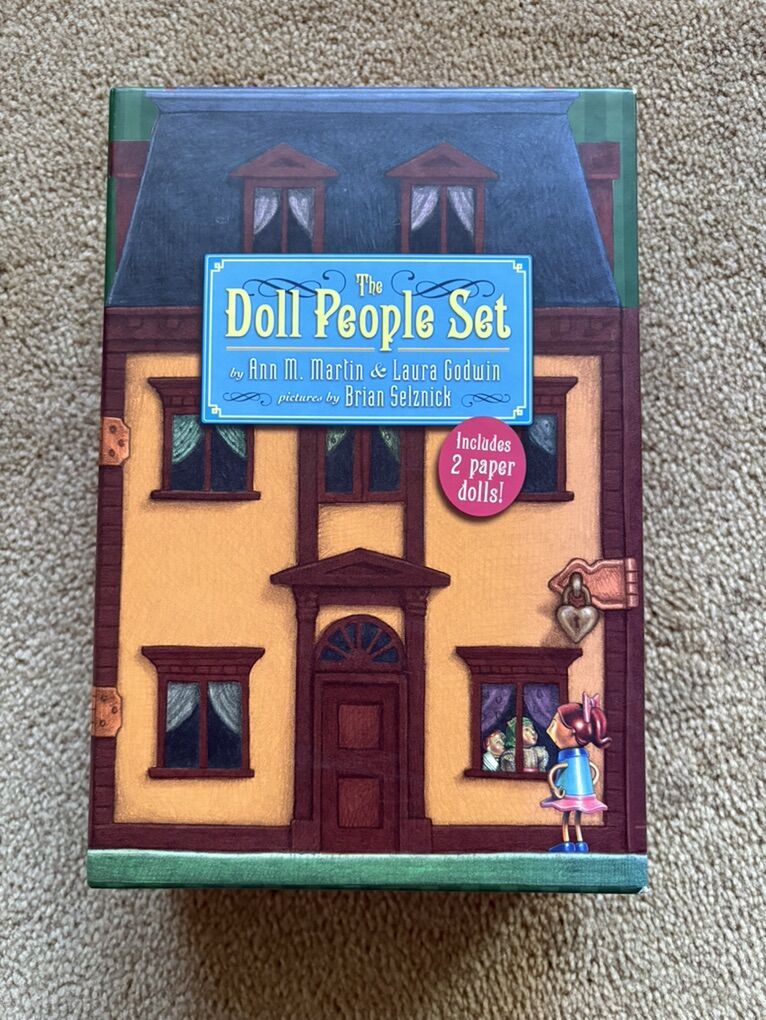 The
Doll People Set
by Ann M. Martin & Laura Godwin
pictures by Brian Selznick
Includes
2 paper
dolls!